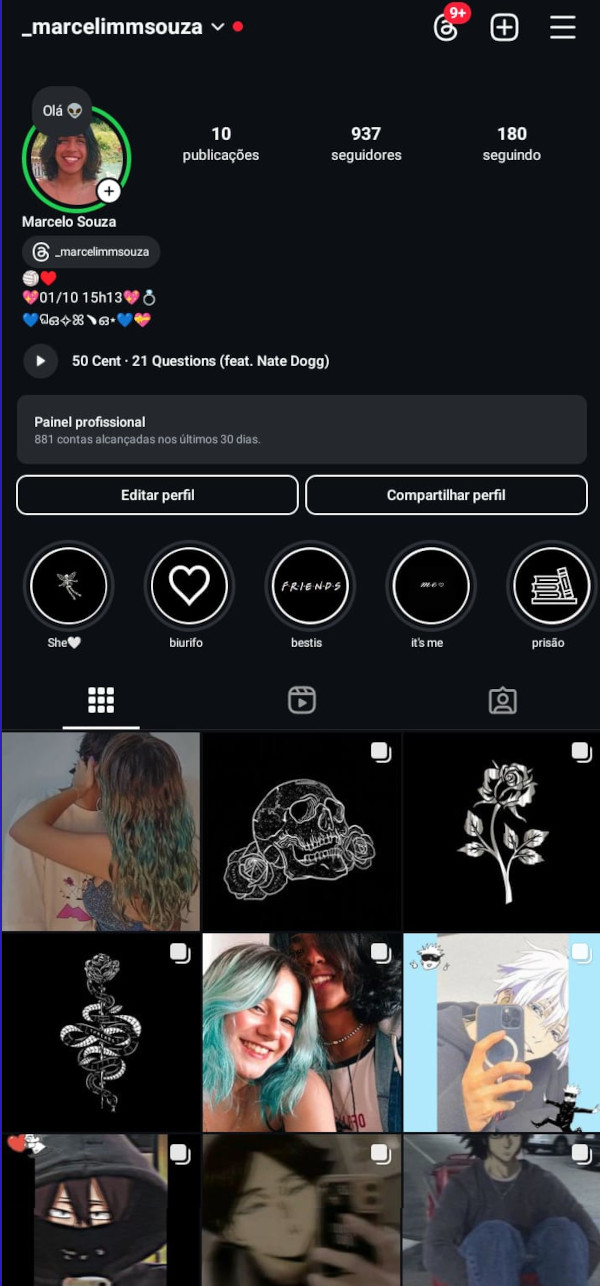 _marcelimmsouza
9+
Olá 👽
10
publicações
937
seguidores
180
seguindo
Marcelo Souza
_marcelimmsouza
🏐❤️
💖01/10 15h13💖💍
50 Cent · 21 Questions (feat. Nate Dogg)
Painel profissional
881 contas alcançadas nos últimos 30 dias.
Editar perfil
Compartilhar perfil
F·R·I·E·N·D·S
me♡
She🤍
biurifo
bestis
it's me
prisão